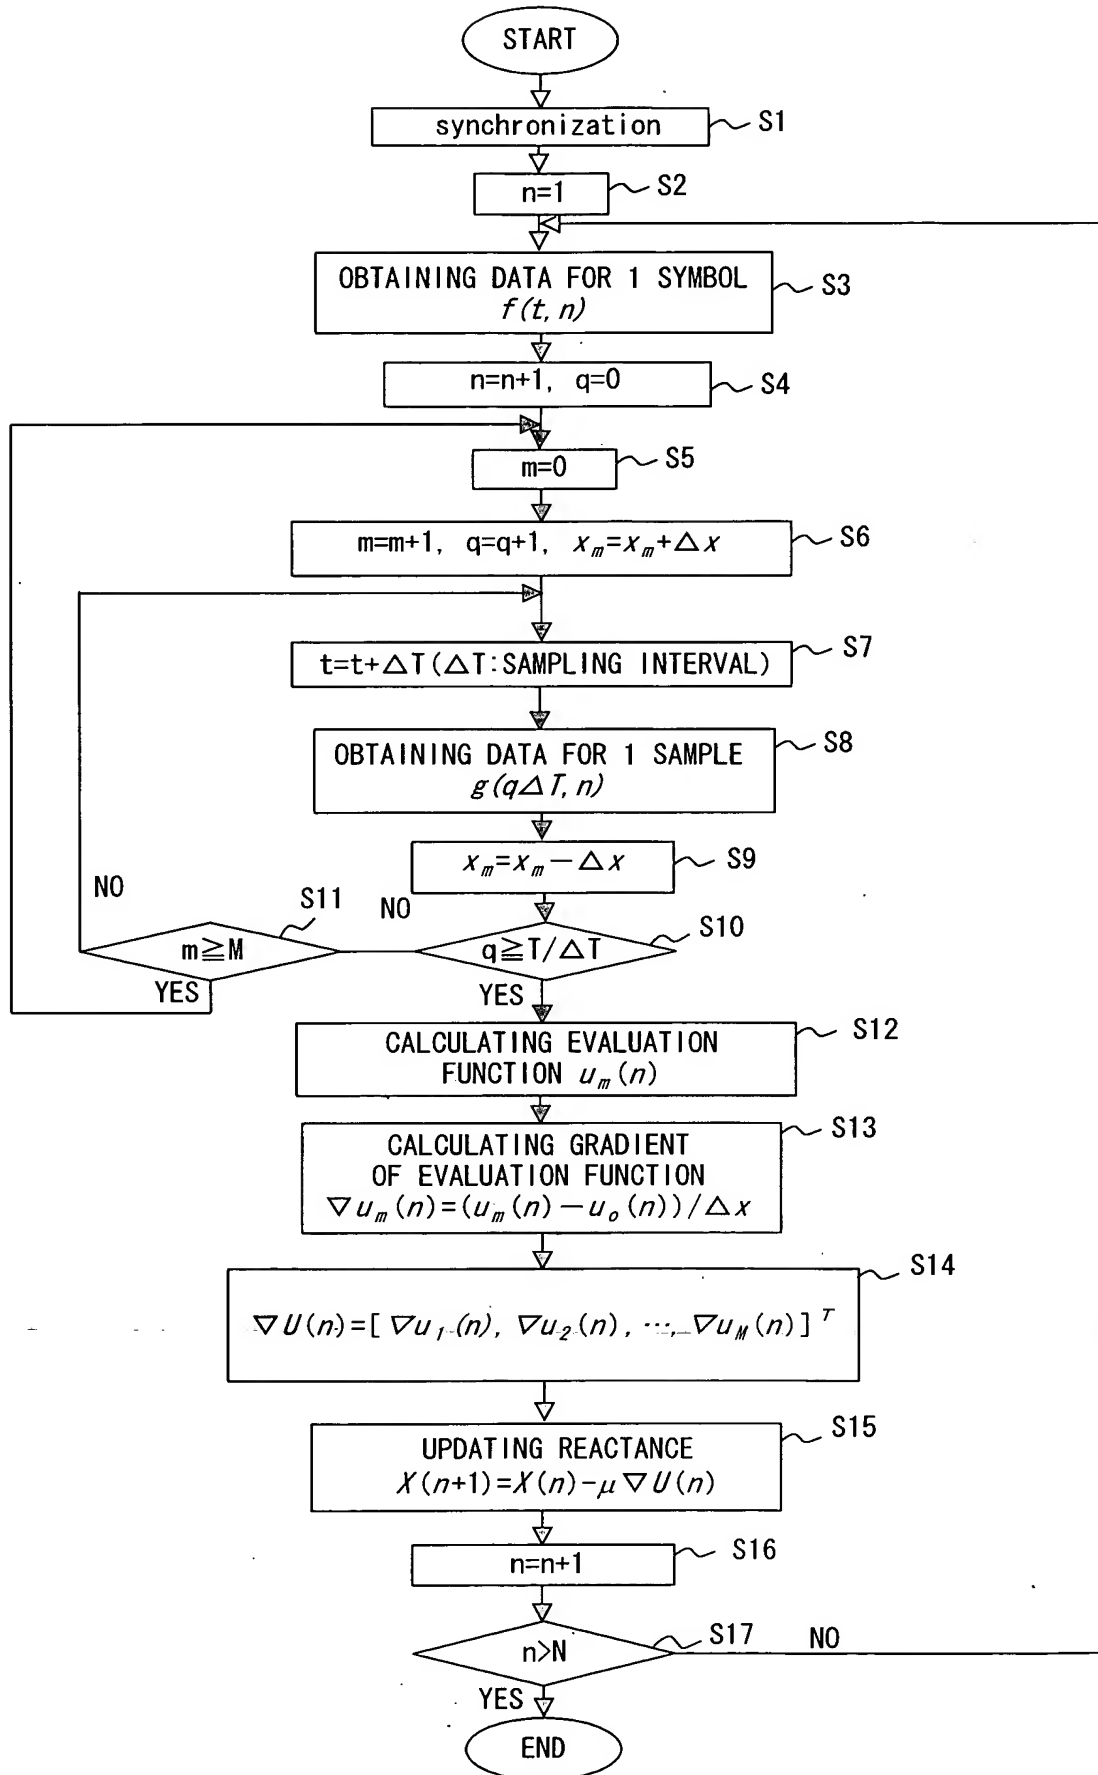 START
synchronization
S1
n=1
S2
OBTAINING DATA FOR 1 SYMBOL
f(t, n)
S3
n=n+1, q=0
S4
m=0
S5
m=m+1, q=q+1, x_m=x_m+△x
S6
t=t+△T(△T:SAMPLING INTERVAL)
S7
OBTAINING DATA FOR 1 SAMPLE
g(q△T, n)
S8
x_m=x_m−△x
S9
NO
S11
NO
S10
m≧M
q≧T/△T
YES
YES
CALCULATING EVALUATION
FUNCTION u_m(n)
S12
CALCULATING GRADIENT
OF EVALUATION FUNCTION
▽u_m(n)=(u_m(n)−u_o(n))/△x
S13
▽U(n)=[▽u_1(n), ▽u_2(n), ···, ▽u_M(n)]^T
S14
UPDATING REACTANCE
X(n+1)=X(n)-μ▽U(n)
S15
n=n+1
S16
n>N
S17
NO
YES
END